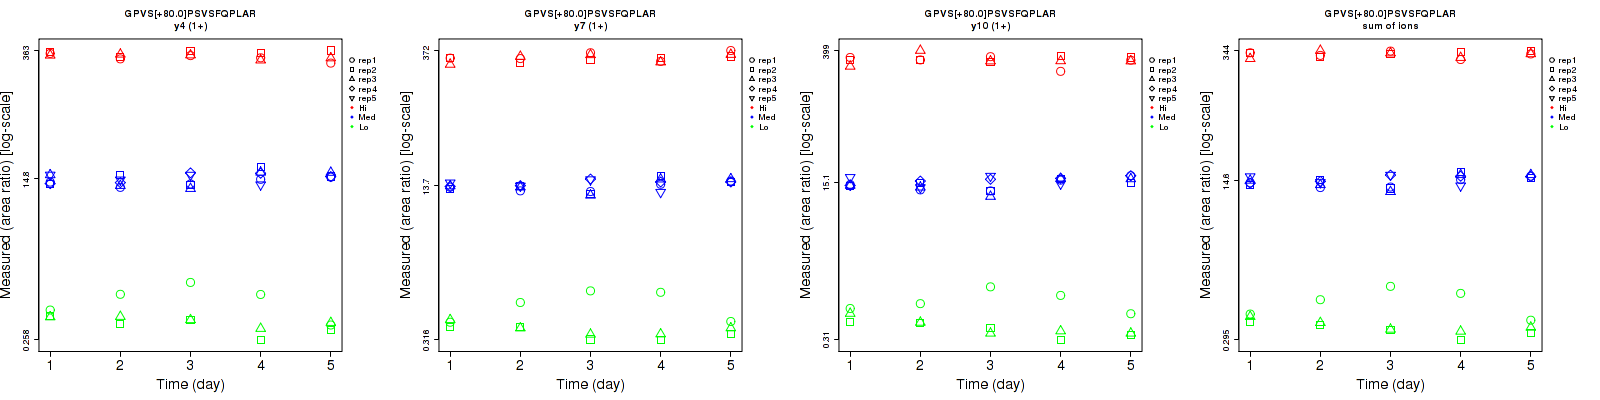 GPVS[+80.0]PSVSFQPLAR
y4 (1+)
Measured (area ratio) [log-scale]
363
14.8
0.258
1 2 3 4 5
Time (day)
rep1
rep2
rep3
rep4
rep5
Hi
Med
Lo
GPVS[+80.0]PSVSFQPLAR
y7 (1+)
Measured (area ratio) [log-scale]
372
13.7
0.316
1 2 3 4 5
Time (day)
rep1
rep2
rep3
rep4
rep5
Hi
Med
Lo
GPVS[+80.0]PSVSFQPLAR
y10 (1+)
Measured (area ratio) [log-scale]
399
15.1
0.31
1 2 3 4 5
Time (day)
rep1
rep2
rep3
rep4
rep5
Hi
Med
Lo
GPVS[+80.0]PSVSFQPLAR
sum of ions
Measured (area ratio) [log-scale]
344
14.6
0.295
1 2 3 4 5
Time (day)
rep1
rep2
rep3
rep4
rep5
Hi
Med
Lo